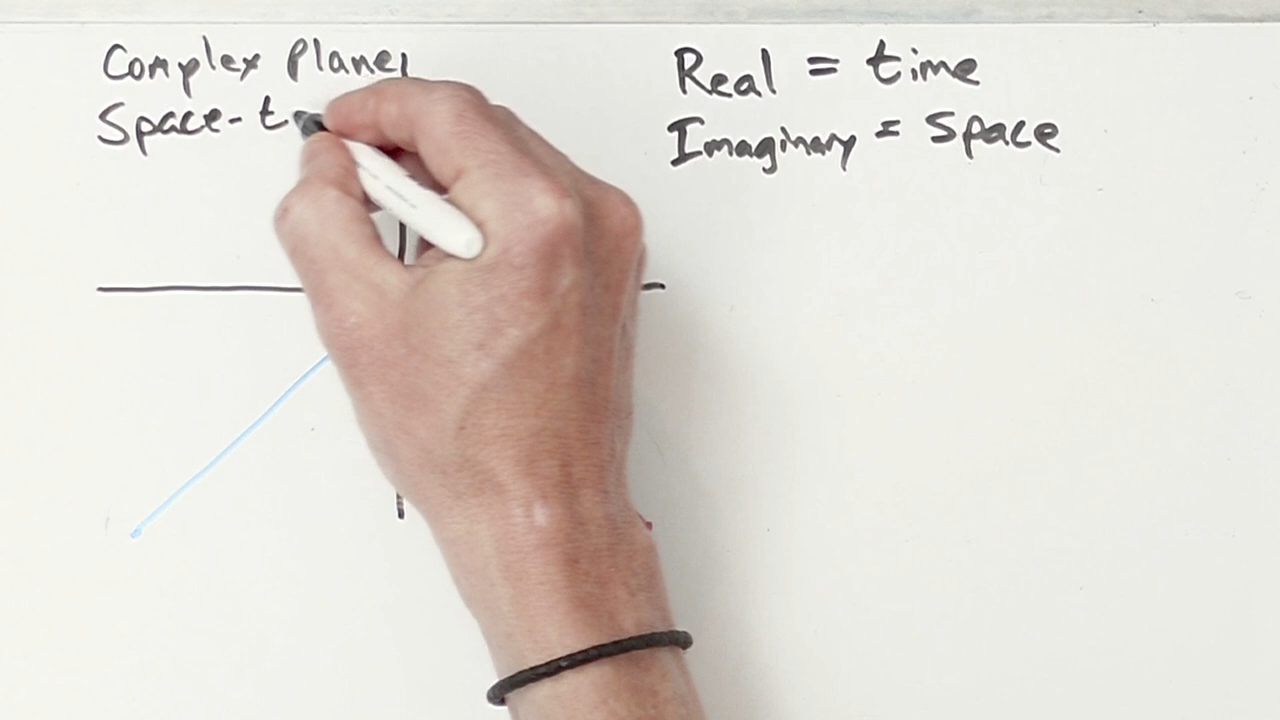 Complex Plane,
Space-t
Real = time
Imaginary = Space